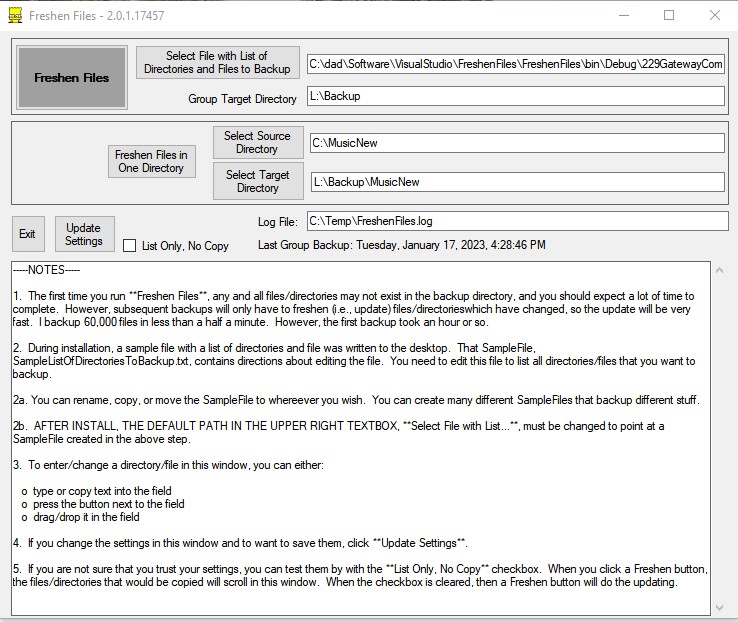 Freshen Files - 2.0.1.17457
Freshen Files
Select File with List of
Directories and Files to Backup
C:\dad\Software\VisualStudio\FreshenFiles\FreshenFiles\bin\Debug\229GatewayCom
Group Target Directory
L:\Backup
Freshen Files in
One Directory
Select Source
Directory
C:\MusicNew
Select Target
Directory
L:\Backup\MusicNew
Exit
Update
Settings
List Only, No Copy
Log File:
C:\Temp\FreshenFiles.log
Last Group Backup: Tuesday, January 17, 2023, 4:28:46 PM
-----NOTES-----
1. The first time you run **Freshen Files**, any and all files/directories may not exist in the backup directory, and you should expect a lot of time to
complete. However, subsequent backups will only have to freshen (i.e., update) files/directorieswhich have changed, so the update will be very
fast. I backup 60,000 files in less than a half a minute. However, the first backup took an hour or so.
2. During installation, a sample file with a list of directories and file was written to the desktop. That SampleFile,
SampleListOfDirectoriesToBackup.txt, contains directions about editing the file. You need to edit this file to list all directories/files that you want to
backup.
2a. You can rename, copy, or move the SampleFile to whereever you wish. You can create many different SampleFiles that backup different stuff.
2b. AFTER INSTALL, THE DEFAULT PATH IN THE UPPER RIGHT TEXTBOX, **Select File with List...**, must be changed to point at a
SampleFile created in the above step.
3. To enter/change a directory/file in this window, you can either:
o type or copy text into the field
o press the button next to the field
o drag/drop it in the field
4. If you change the settings in this window and to want to save them, click **Update Settings**.
5. If you are not sure that you trust your settings, you can test them by with the **List Only, No Copy** checkbox. When you click a Freshen button,
the files/directories that would be copied will scroll in this window. When the checkbox is cleared, then a Freshen button will do the updating.